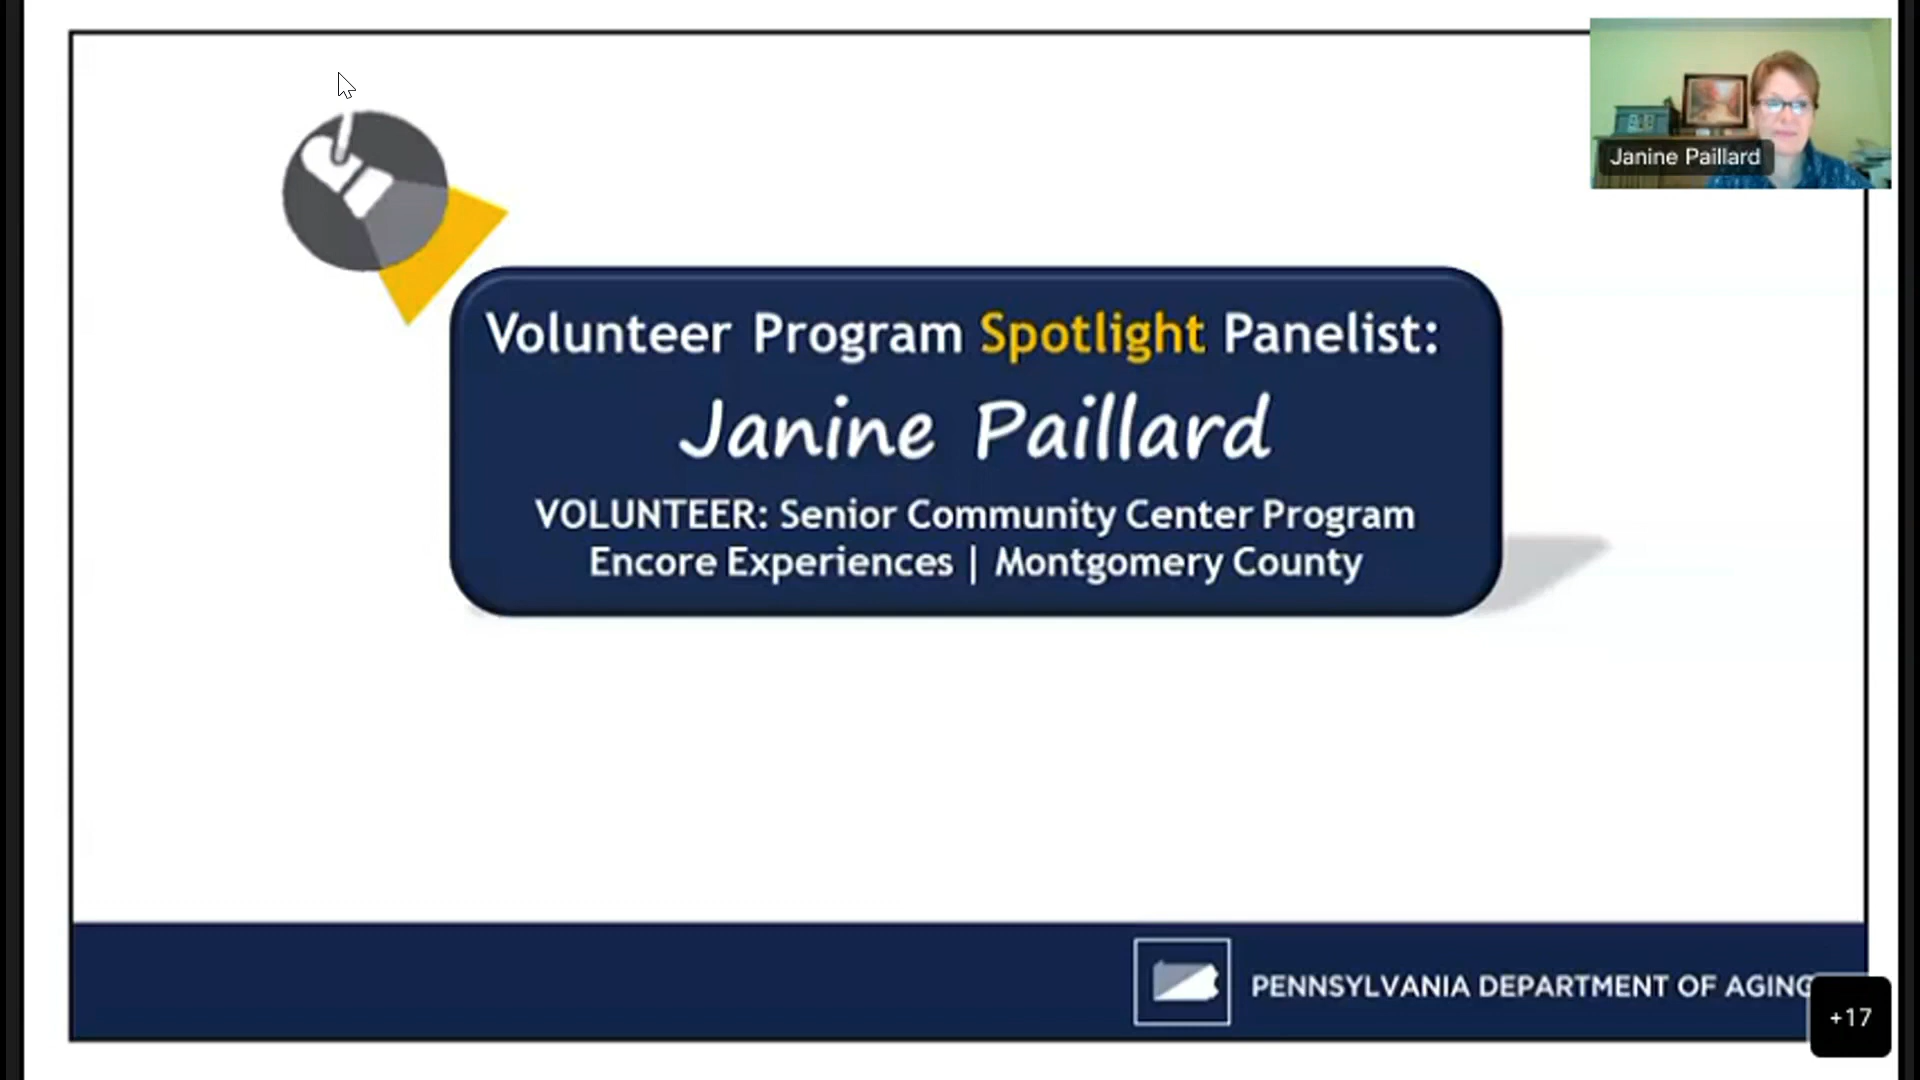 Janine Paillard
Volunteer Program Spotlight Panelist:
Janine Paillard
VOLUNTEER: Senior Community Center Program
Encore Experiences | Montgomery County
PENNSYLVANIA DEPARTMENT OF AGING
+17